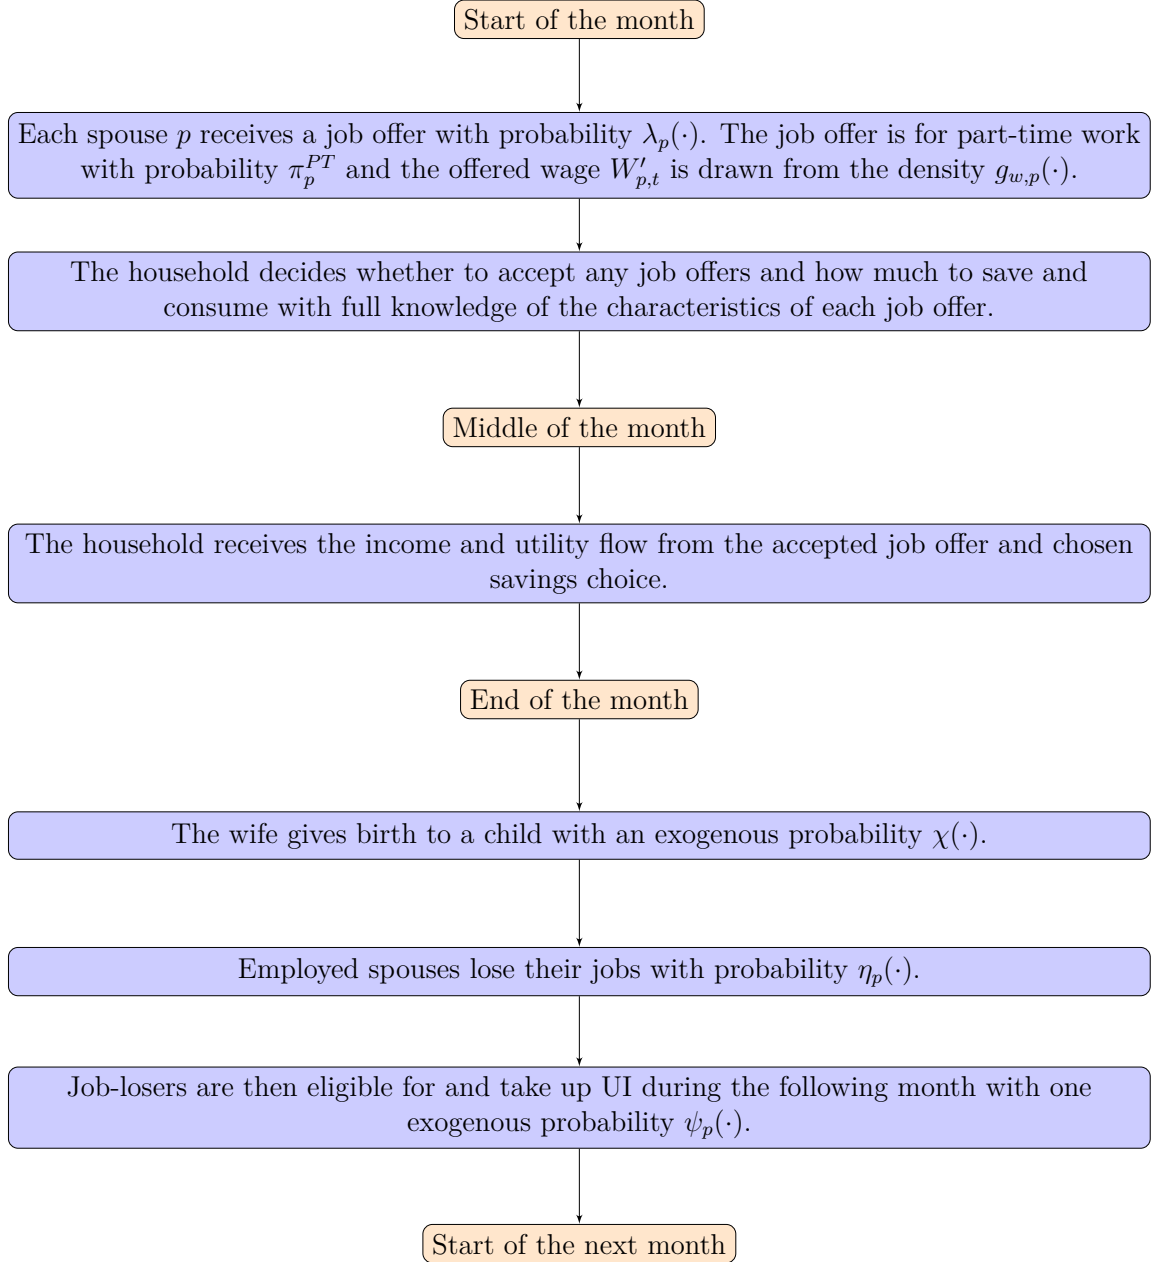 Start of the month
Each spouse p receives a job offer with probability λ_p(·). The job offer is for part-time work
with probability π_p^{PT} and the offered wage W′_{p,t} is drawn from the density g_{w,p}(·).
The household decides whether to accept any job offers and how much to save and
consume with full knowledge of the characteristics of each job offer.
Middle of the month
The household receives the income and utility flow from the accepted job offer and chosen
savings choice.
End of the month
The wife gives birth to a child with an exogenous probability χ(·).
Employed spouses lose their jobs with probability η_p(·).
Job-losers are then eligible for and take up UI during the following month with one
exogenous probability ψ_p(·).
Start of the next month